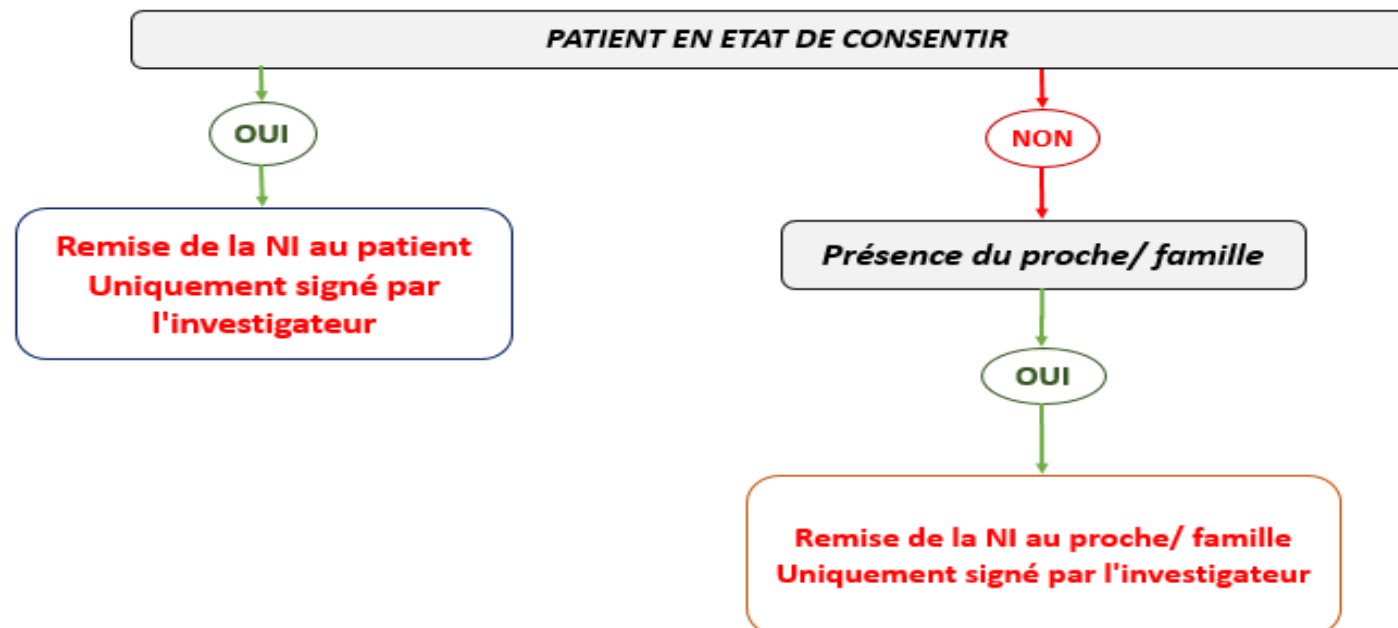 PATIENT EN ETAT DE CONSENTIR
OUI
NON
Remise de la NI au patient
Uniquement signé par
l'investigateur
Présence du proche/ famille
OUI
Remise de la NI au proche/ famille
Uniquement signé par l'investigateur